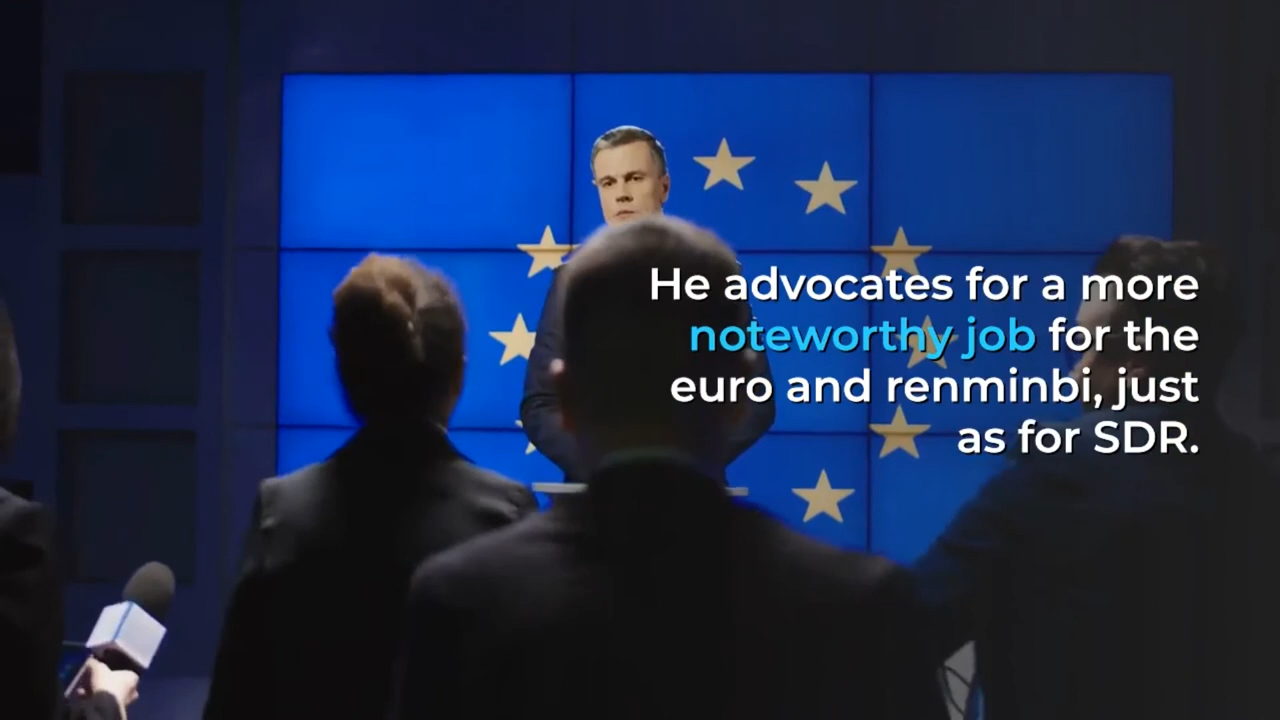 He advocates for a more
noteworthy job for the
euro and renminbi, just
as for SDR.